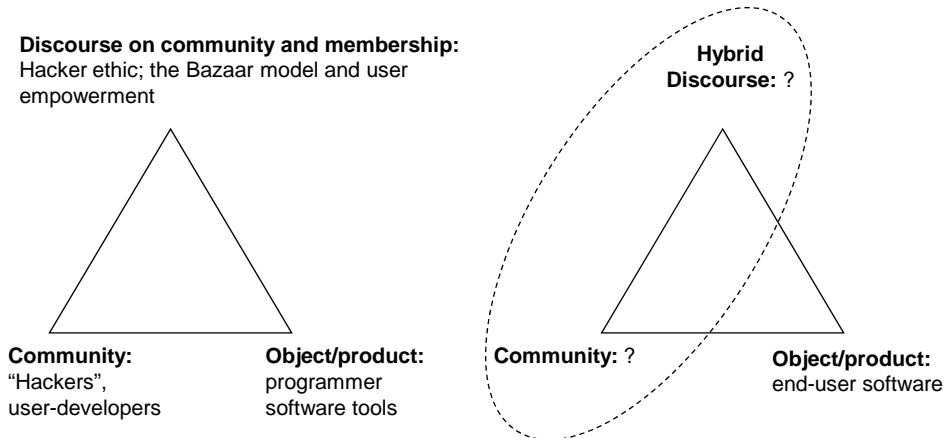 Discourse on community and membership:
Hacker ethic; the Bazaar model and user
empowerment
Hybrid
Discourse: ?
Community:
“Hackers”,
user-developers
Object/product:
programmer
software tools
Community: ?
Object/product:
end-user software